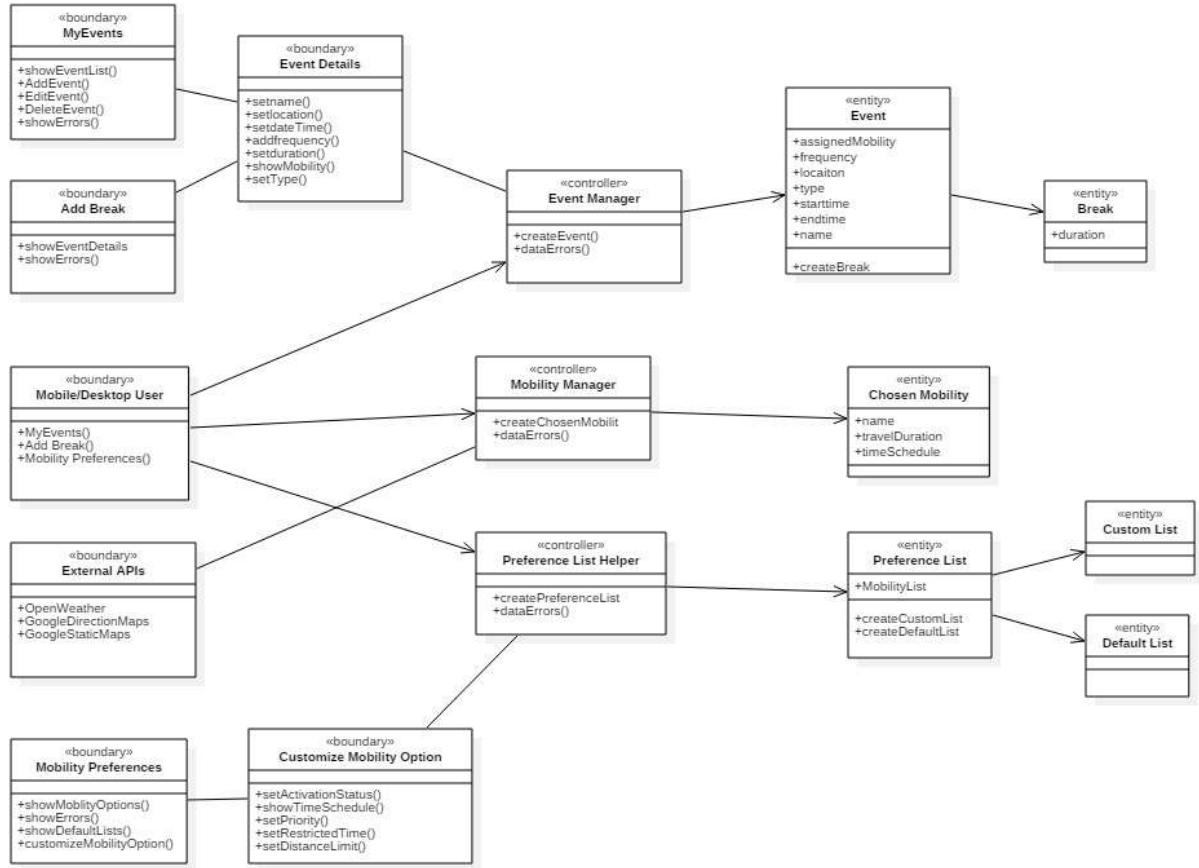 «boundary»
MyEvents
+showEventList()
+AddEvent()
+EditEvent()
+DeleteEvent()
+showErrors()
«boundary»
Event Details
+setname()
+setlocation()
+setdateTime()
+addfrequency()
+setduration()
+showMobility()
+setType()
«boundary»
Add Break
+showEventDetails
+showErrors()
«controller»
Event Manager
+createEvent()
+dataErrors()
«entity»
Event
+assignedMobility
+frequency
+locaiton
+type
+starttime
+endtime
+name
+createBreak
«entity»
Break
+duration
«boundary»
Mobile/Desktop User
+MyEvents()
+Add Break()
+Mobility Preferences()
«controller»
Mobility Manager
+createChosenMobilit
+dataErrors()
«entity»
Chosen Mobility
+name
+travelDuration
+timeSchedule
«boundary»
External APIs
+OpenWeather
+GoogleDirectionMaps
+GoogleStaticMaps
«controller»
Preference List Helper
+createPreferenceList
+dataErrors()
«entity»
Preference List
+MobilityList
+createCustomList
+createDefaultList
«entity»
Custom List
«entity»
Default List
«boundary»
Mobility Preferences
+showMoblityOptions()
+showErrors()
+showDefaultLists()
+customizeMobilityOption()
«boundary»
Customize Mobility Option
+setActivationStatus()
+showTimeSchedule()
+setPriority()
+setRestrictedTime()
+setDistanceLimit()